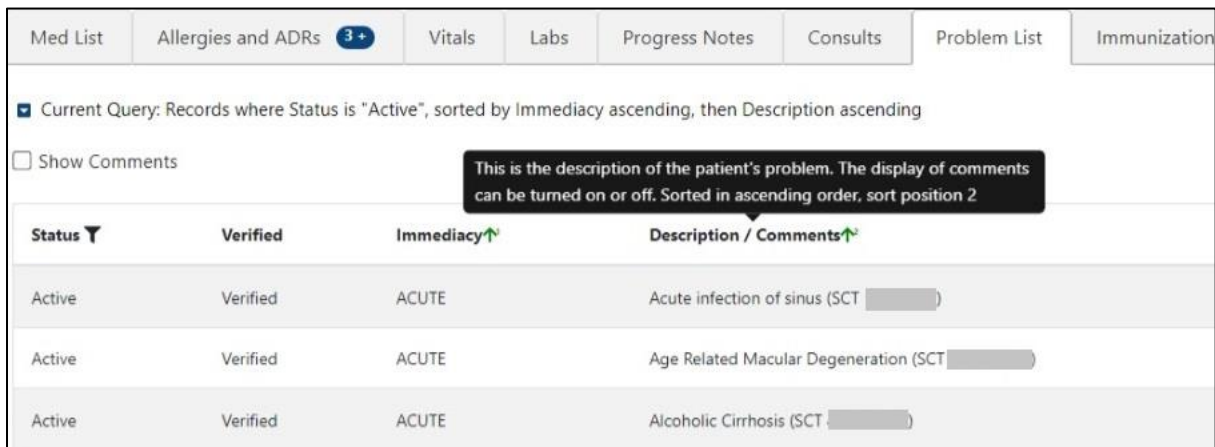 Med List Allergies and ADRs 3+ Vitals Labs Progress Notes Consults Problem List Immunization
Current Query: Records where Status is "Active", sorted by Immediacy ascending, then Description ascending
Show Comments
This is the description of the patient's problem. The display of comments
can be turned on or off. Sorted in ascending order, sort position 2
Status Verified Immediacy 1 Description / Comments 2
Active Verified ACUTE Acute infection of sinus (SCT )
Active Verified ACUTE Age Related Macular Degeneration (SCT )
Active Verified ACUTE Alcoholic Cirrhosis (SCT )